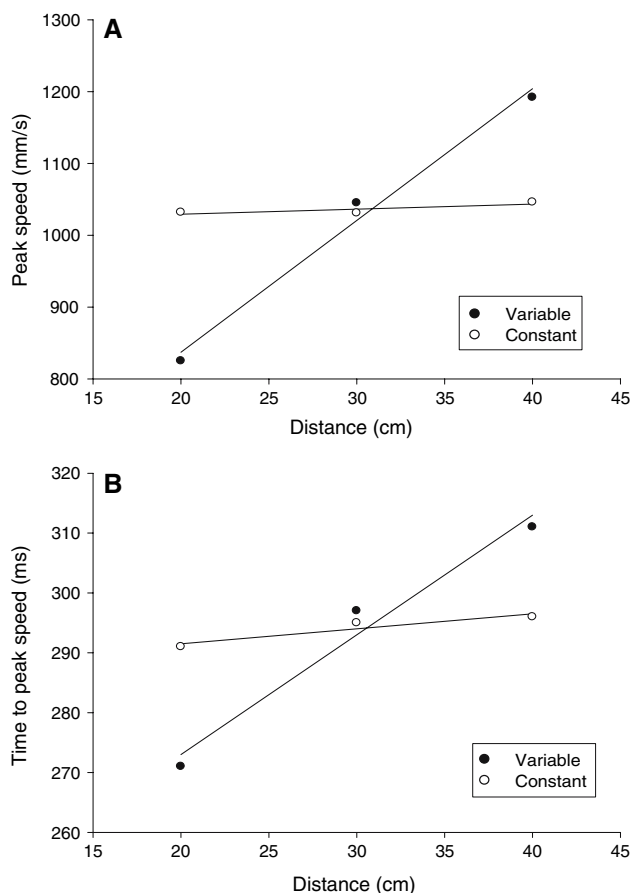 A
1300
1200
1100
1000
900
800
15 20 25 30 35 40 45
Peak speed (mm/s)
Distance (cm)
Variable
Constant
B
320
310
300
290
280
270
260
15 20 25 30 35 40 45
Time to peak speed (ms)
Distance (cm)
Variable
Constant